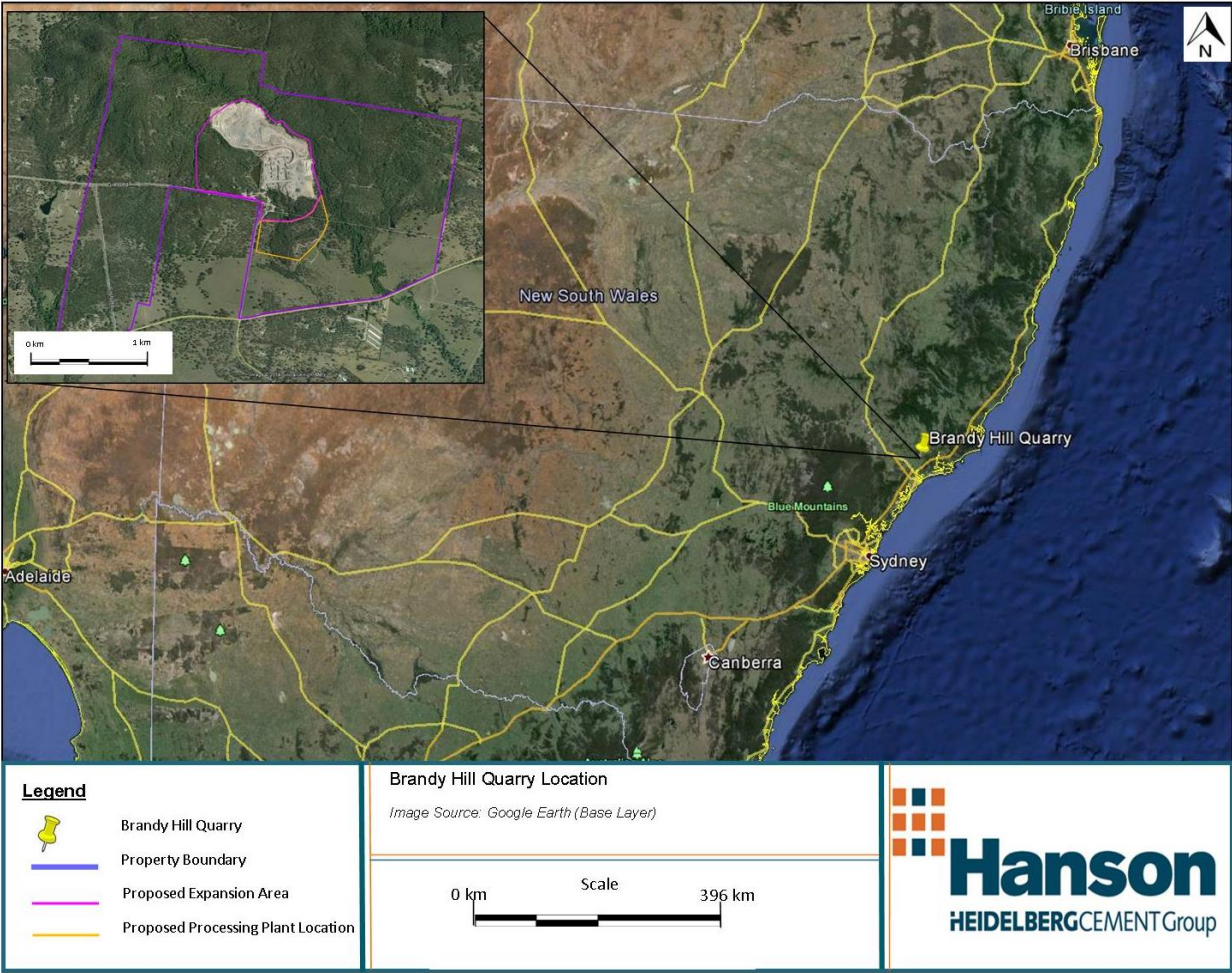 Bribie Island
Brisbane
N
New South Wales
0 km
1 km
Brandy Hill Quarry
Blue Mountains
Sydney
Adelaide
Canberra
Legend
Brandy Hill Quarry
Property Boundary
Proposed Expansion Area
Proposed Processing Plant Location
Brandy Hill Quarry Location
Image Source: Google Earth (Base Layer)
Scale
0 km
396 km
Hanson
HEIDELBERGCEMENT Group